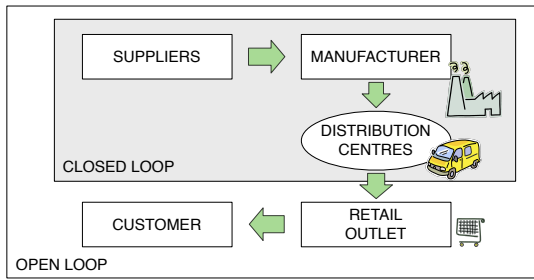 SUPPLIERS
MANUFACTURER
DISTRIBUTION
CENTRES
CLOSED LOOP
CUSTOMER
RETAIL
OUTLET
OPEN LOOP